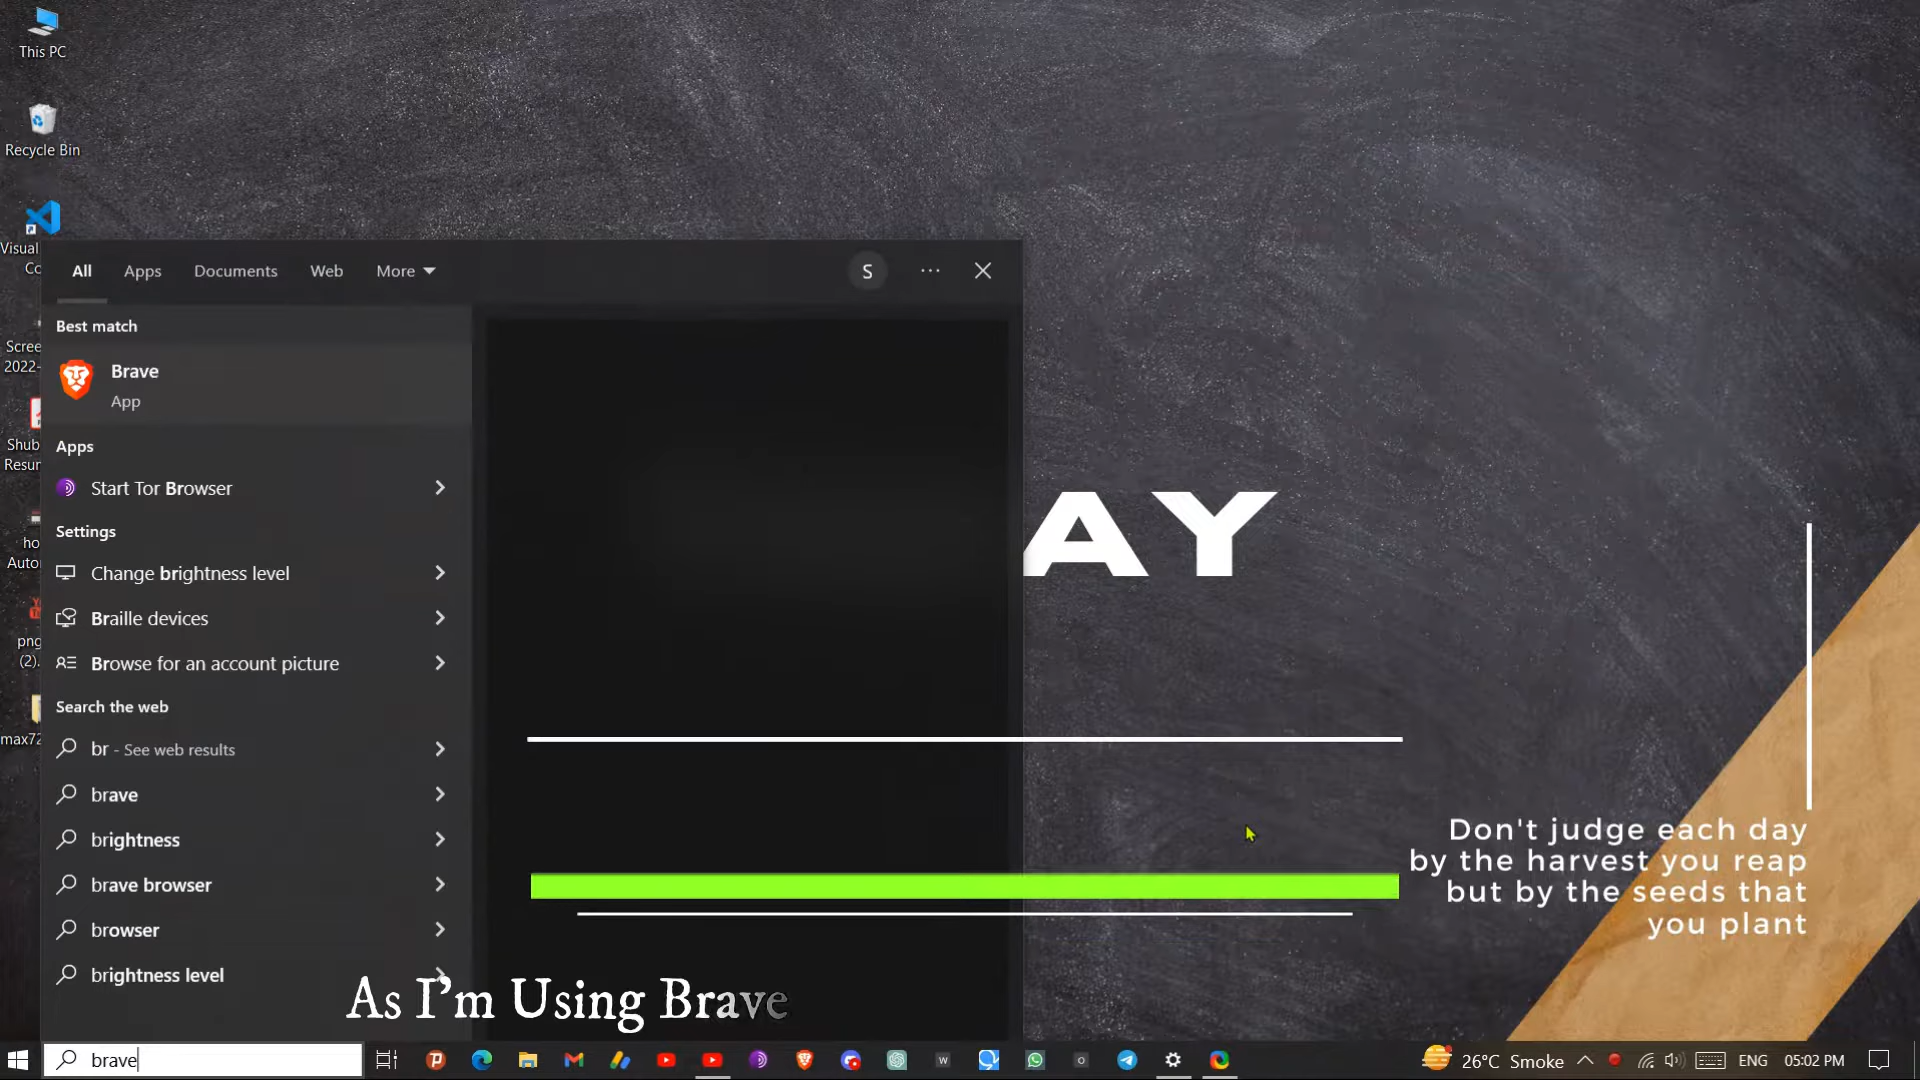 This PC
Recycle Bin
Visual
Co
Scree
2022-
Shub
Resur
ho
Autor
png
(2).
max72
All
Apps
Documents
Web
More
S
Best match
Brave
App
Apps
Start Tor Browser
Settings
Change brightness level
Braille devices
Browse for an account picture
Search the web
br - See web results
brave
brightness
brave browser
browser
brightness level
AY
Don't judge each day
by the harvest you reap
but by the seeds that
you plant
As I'm Using Brave
brave
26°C Smoke
ENG
05:02 PM